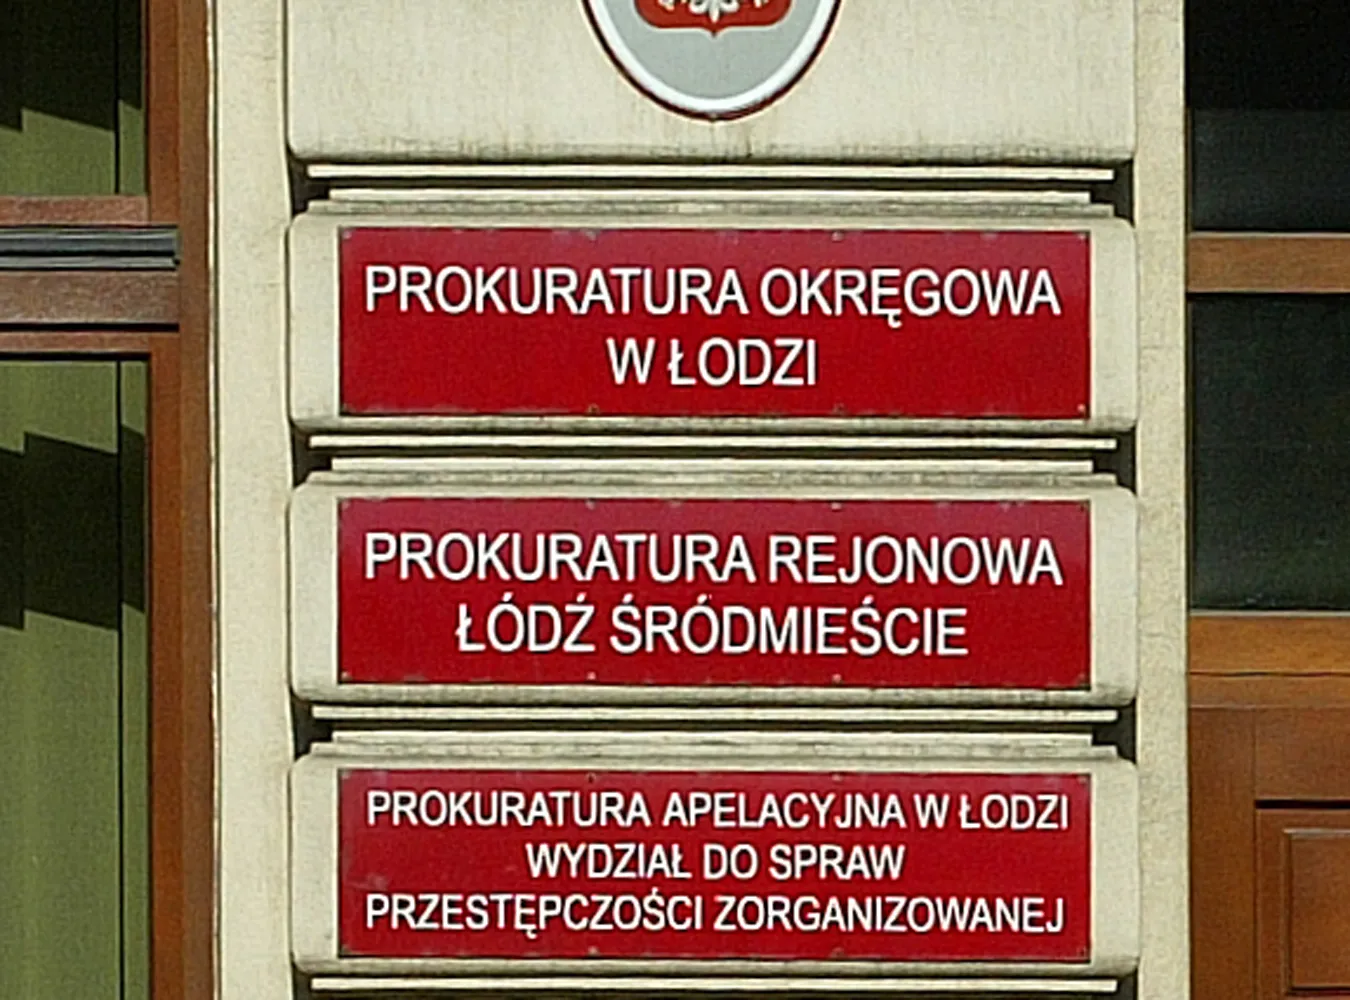 PROKURATURA OKRĘGOWA
W ŁODZI
PROKURATURA REJONOWA
ŁÓDŹ ŚRÓDMIEŚCIE
PROKURATURA APELACYJNA W ŁODZI
WYDZIAŁ DO SPRAW
PRZESTĘPCZOŚCI ZORGANIZOWANEJ